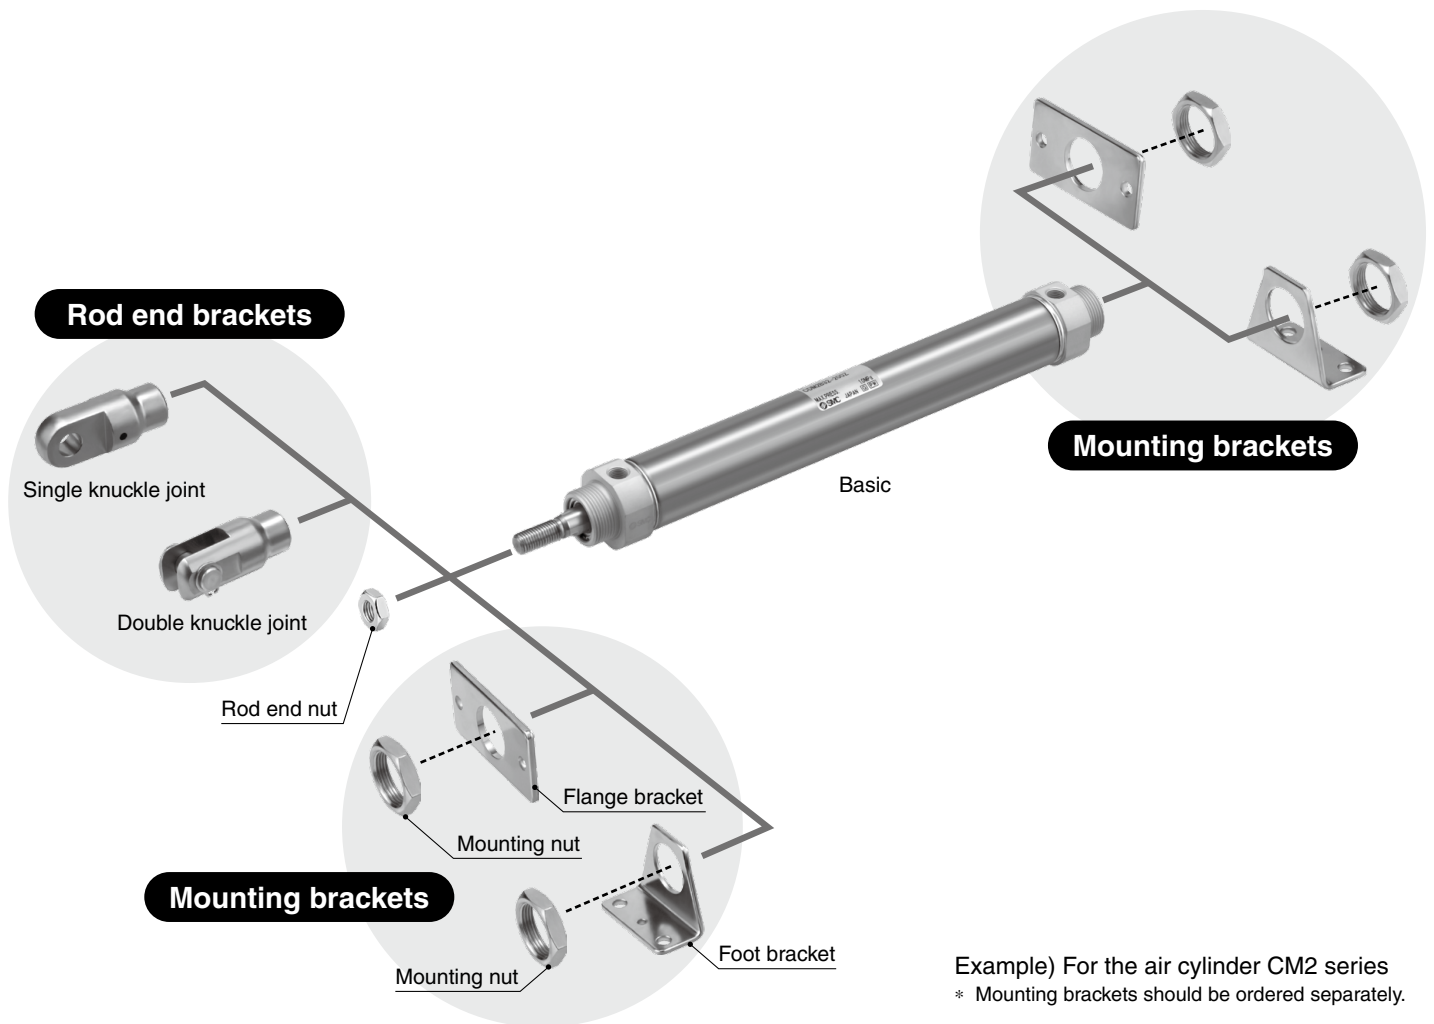 Rod end brackets
Single knuckle joint
Double knuckle joint
Rod end nut
Basic
Mounting brackets
Flange bracket
Mounting nut
Mounting brackets
Mounting nut
Foot bracket
SMC JAPAN
Example) For the air cylinder CM2 series
* Mounting brackets should be ordered separately.